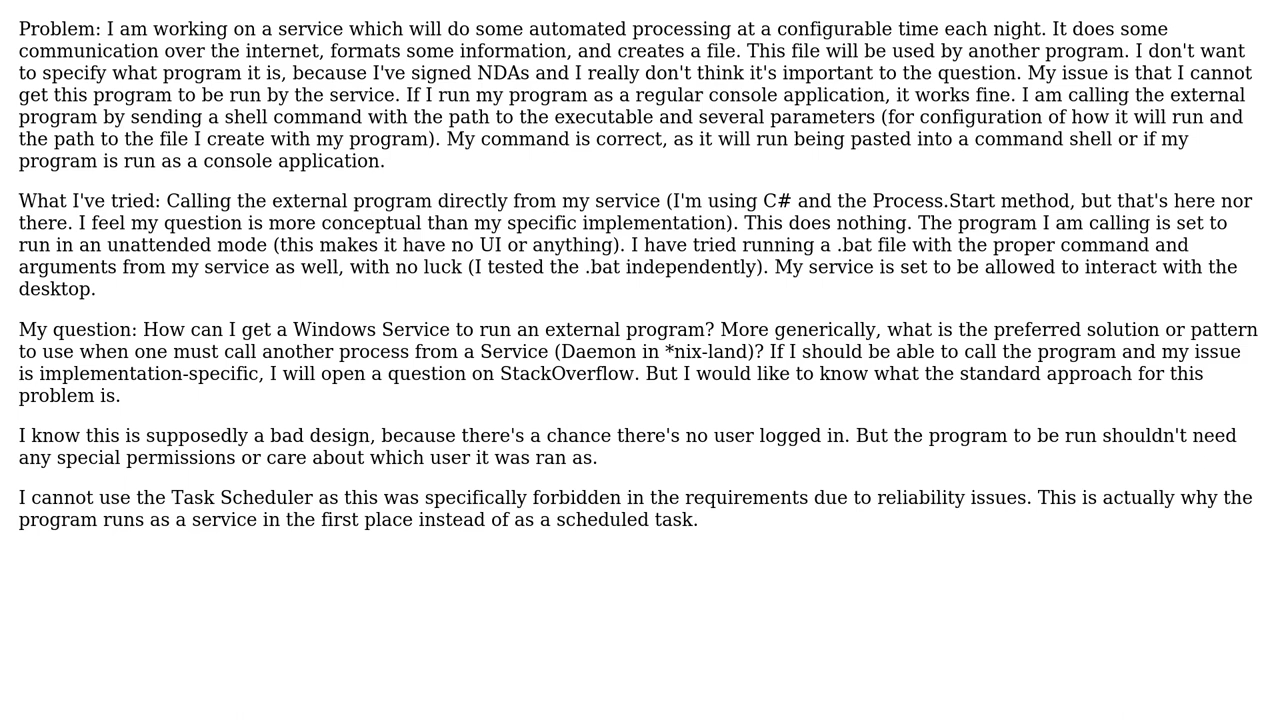 Problem: I am working on a service which will do some automated processing at a configurable time each night. It does some
communication over the internet, formats some information, and creates a file. This file will be used by another program. I don't want
to specify what program it is, because I've signed NDAs and I really don't think it's important to the question. My issue is that I cannot
get this program to be run by the service. If I run my program as a regular console application, it works fine. I am calling the external
program by sending a shell command with the path to the executable and several parameters (for configuration of how it will run and
the path to the file I create with my program). My command is correct, as it will run being pasted into a command shell or if my
program is run as a console application.
What I've tried: Calling the external program directly from my service (I'm using C# and the Process.Start method, but that's here nor
there. I feel my question is more conceptual than my specific implementation). This does nothing. The program I am calling is set to
run in an unattended mode (this makes it have no UI or anything). I have tried running a .bat file with the proper command and
arguments from my service as well, with no luck (I tested the .bat independently). My service is set to be allowed to interact with the
desktop.
My question: How can I get a Windows Service to run an external program? More generically, what is the preferred solution or pattern
to use when one must call another process from a Service (Daemon in *nix-land)? If I should be able to call the program and my issue
is implementation-specific, I will open a question on StackOverflow. But I would like to know what the standard approach for this
problem is.
I know this is supposedly a bad design, because there's a chance there's no user logged in. But the program to be run shouldn't need
any special permissions or care about which user it was ran as.
I cannot use the Task Scheduler as this was specifically forbidden in the requirements due to reliability issues. This is actually why the
program runs as a service in the first place instead of as a scheduled task.